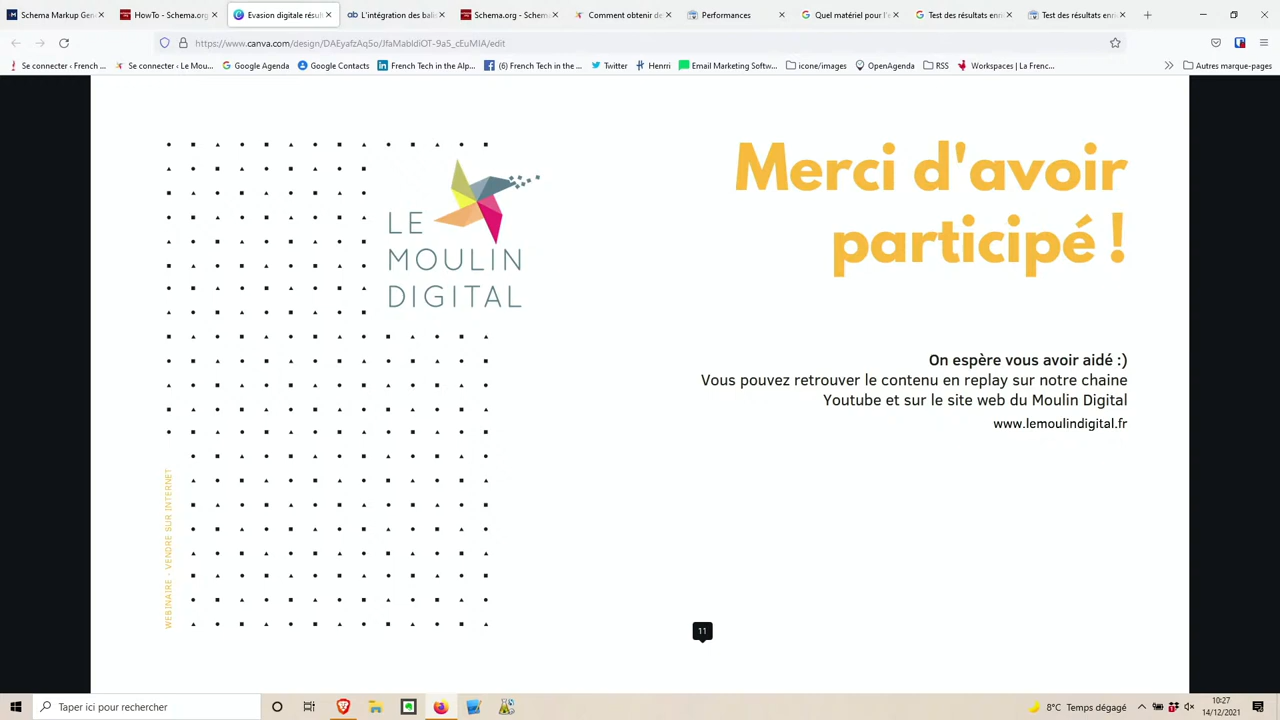 Schema Markup Gen
HowTo - Schema.org
Evasion digitale résul
L'intégration des bali
Schema.org - Schema
Comment obtenir de
Performances
Quel matériel pour l'e
Test des résultats enri
Test des résultats enri
https://www.canva.com/design/DAEyafzAq5o/JfaMabldiOT-9a5_cEuMIA/edit
Se connecter ‹ French ...
Se connecter ‹ Le Mou...
Google Agenda
Google Contacts
French Tech in the Alp...
(6) French Tech in the ...
Twitter
Henrri
Email Marketing Softw...
icone/images
OpenAgenda
RSS
Workspaces | La Frenc...
Autres marque-pages
LE
MOULIN
DIGITAL
Merci d'avoir
participé !
On espère vous avoir aidé :)
Vous pouvez retrouver le contenu en replay sur notre chaine
Youtube et sur le site web du Moulin Digital
www.lemoulindigital.fr
WEBINAIRE - VENDRE SUR INTERNET
11
Taper ici pour rechercher
8°C Temps dégagé
10:27
14/12/2021